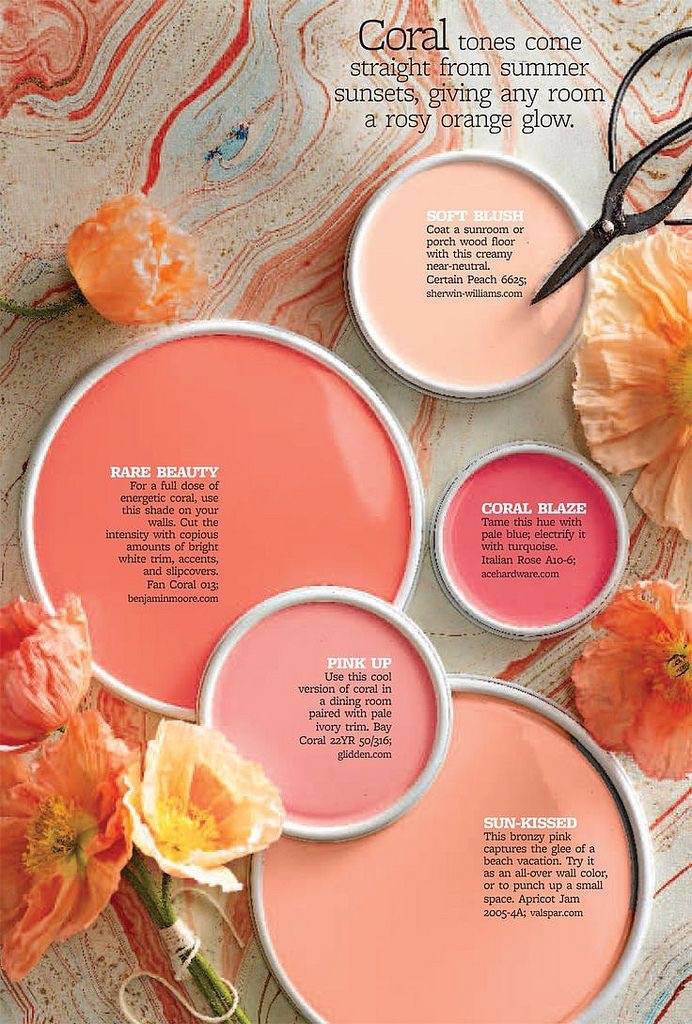 Coral tones come
straight from summer
sunsets, giving any room
a rosy orange glow.
SOFT BLUSH
Coat a sunroom or
porch wood floor
with this creamy
near-neutral.
Certain Peach 6625;
sherwin-williams.com
RARE BEAUTY
For a full dose of
energetic coral, use
this shade on your
walls. Cut the
intensity with copious
amounts of bright
white trim, accents,
and slipcovers.
Fan Coral 013;
benjaminmoore.com
CORAL BLAZE
Tame this hue with
pale blue; electrify it
with turquoise.
Italian Rose A10-6;
acehardware.com
PINK UP
Use this cool
version of coral in
a dining room
paired with pale
ivory trim. Bay
Coral 22YR 50/316;
glidden.com
SUN-KISSED
This bronzy pink
captures the glee of a
beach vacation. Try it
as an all-over wall color,
or to punch up a small
space. Apricot Jam
2005-4A; valspar.com